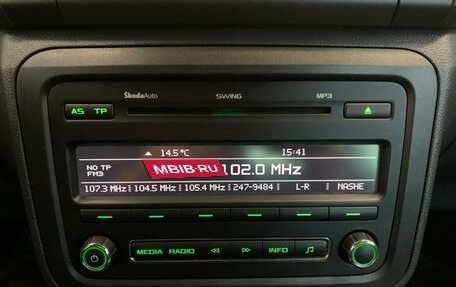 ŠkodaAuto SWING MP3
AS TP
14.5°C 15:41
NO TP
FM3
MBIB·RU 102.0 MHz
107.3 MHz 104.5 MHz 105.4 MHz 247-9484 L-R NASHE
MEDIA RADIO INFO